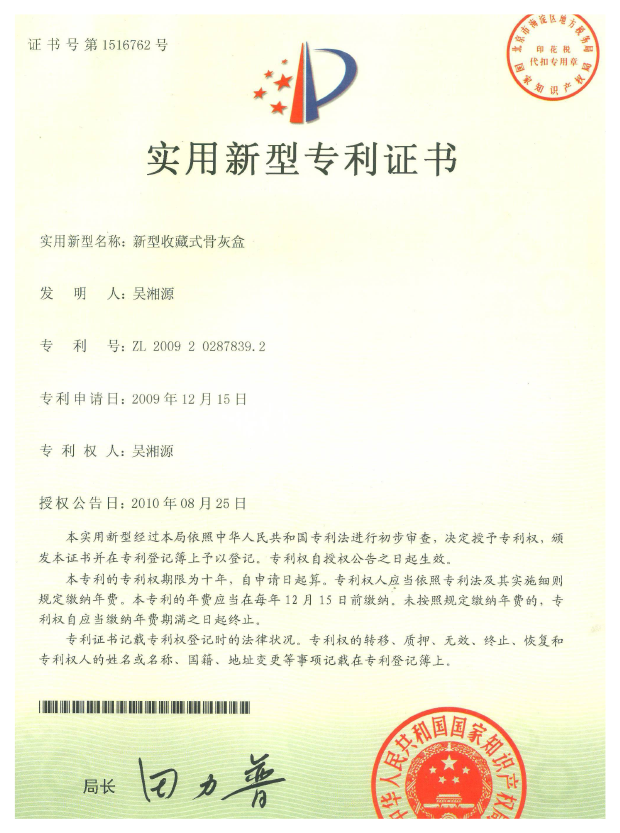 证书号第1516762号
北京市海淀区地方税务局
印花税
代扣专用章
国家知识产权局
实用新型专利证书
实用新型名称：新型收藏式骨灰盒
发 明 人：吴湘源
专 利 号：ZL 2009 2 0287839.2
专利申请日：2009年12月15日
专 利 权 人：吴湘源
授权公告日：2010年08月25日
本实用新型经过本局依照中华人民共和国专利法进行初步审查，决定授予专利权，颁
发本证书并在专利登记簿上予以登记。专利权自授权公告之日起生效。
本专利的专利权期限为十年，自申请日起算。专利权人应当依照专利法及其实施细则
规定缴纳年费。本专利的年费应当在每年12月15日前缴纳。未按照规定缴纳年费的，专
利权自应当缴纳年费期满之日起终止。
专利证书记载专利权登记时的法律状况。专利权的转移、质押、无效、终止、恢复和
专利权人的姓名或名称、国籍、地址变更等事项记载在专利登记簿上。
局长
田力普
中华人民共和国国家知识产权局